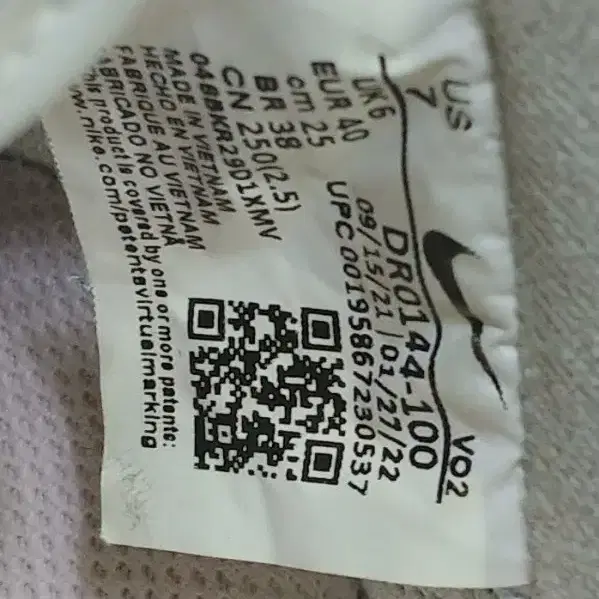 US 7
UK 6
EUR 40
cm 25
BR 38
CN 250(2.5)
0488KR29D1XMV
MADE IN VIETNAM
HECHO EN VIETNAM
FABRIQUE AU VIETNAM
FABRICADO NO VIETNÃ
This product is covered by one or more patents:
www.nike.com/patentsvirtualmarking
VO2
DR0144-100
09/15/21 | 01/27/22
UPC 00195867230537